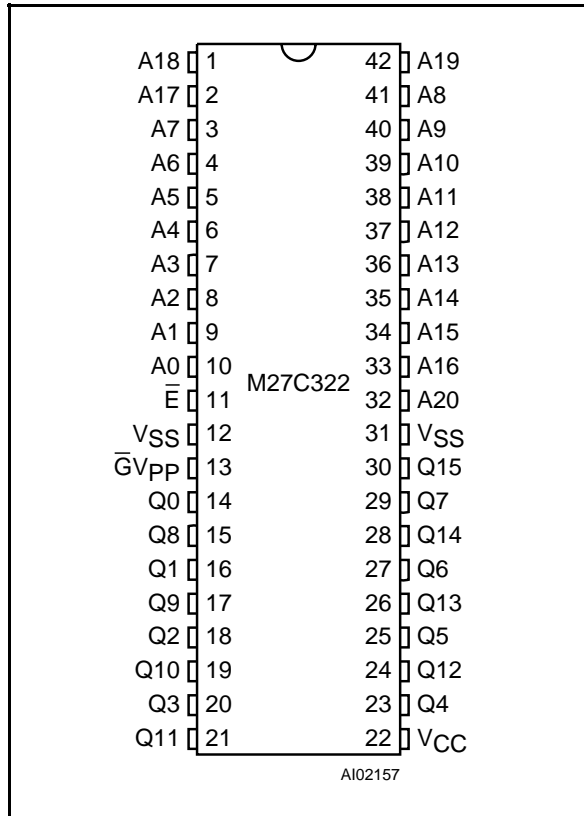 A18 1 42 A19
A17 2 41 A8
A7 3 40 A9
A6 4 39 A10
A5 5 38 A11
A4 6 37 A12
A3 7 36 A13
A2 8 35 A14
A1 9 34 A15
A0 10 33 A16
M27C322
E̅ 11 32 A20
VSS 12 31 VSS
G̅VPP 13 30 Q15
Q0 14 29 Q7
Q8 15 28 Q14
Q1 16 27 Q6
Q9 17 26 Q13
Q2 18 25 Q5
Q10 19 24 Q12
Q3 20 23 Q4
Q11 21 22 VCC
AI02157